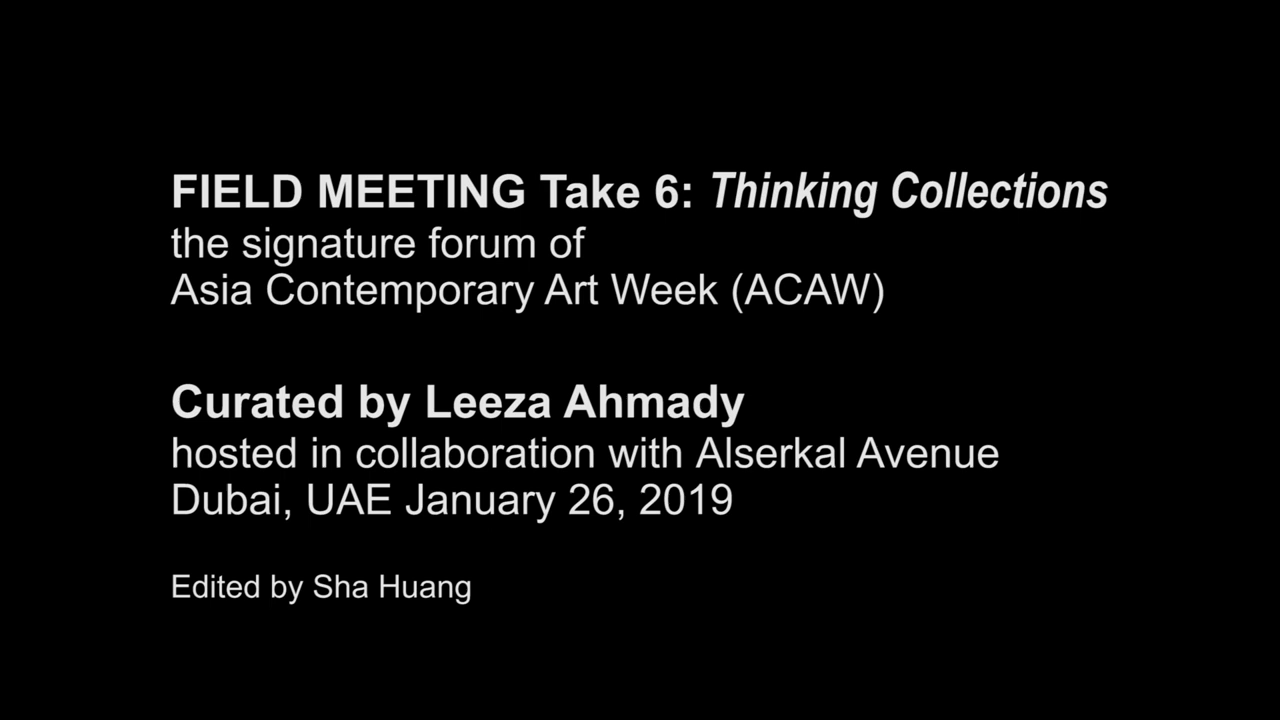 FIELD MEETING Take 6: Thinking Collections
the signature forum of
Asia Contemporary Art Week (ACAW)
Curated by Leeza Ahmady
hosted in collaboration with Alserkal Avenue
Dubai, UAE January 26, 2019
Edited by Sha Huang